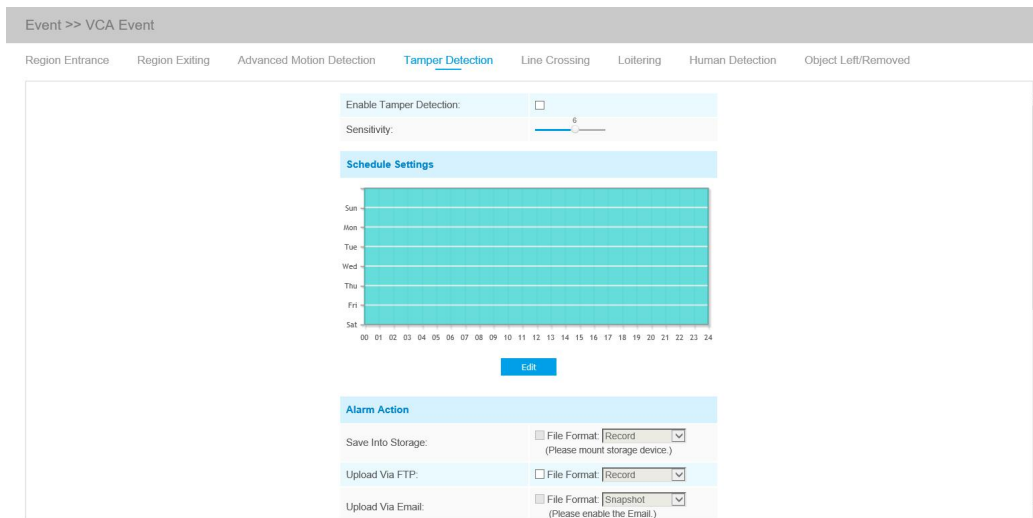 Event >> VCA Event
Region Entrance Region Exiting Advanced Motion Detection Tamper Detection Line Crossing Loitering Human Detection Object Left/Removed
Enable Tamper Detection:
6
Sensitivity:
Schedule Settings
Sun
Mon
Tue
Wed
Thu
Fri
Sat
00 01 02 03 04 05 06 07 08 09 10 11 12 13 14 15 16 17 18 19 20 21 22 23 24
Edit
Alarm Action
Save Into Storage: File Format: Record
(Please mount storage device.)
Upload Via FTP: File Format: Record
Upload Via Email: File Format: Snapshot
(Please enable the Email.)